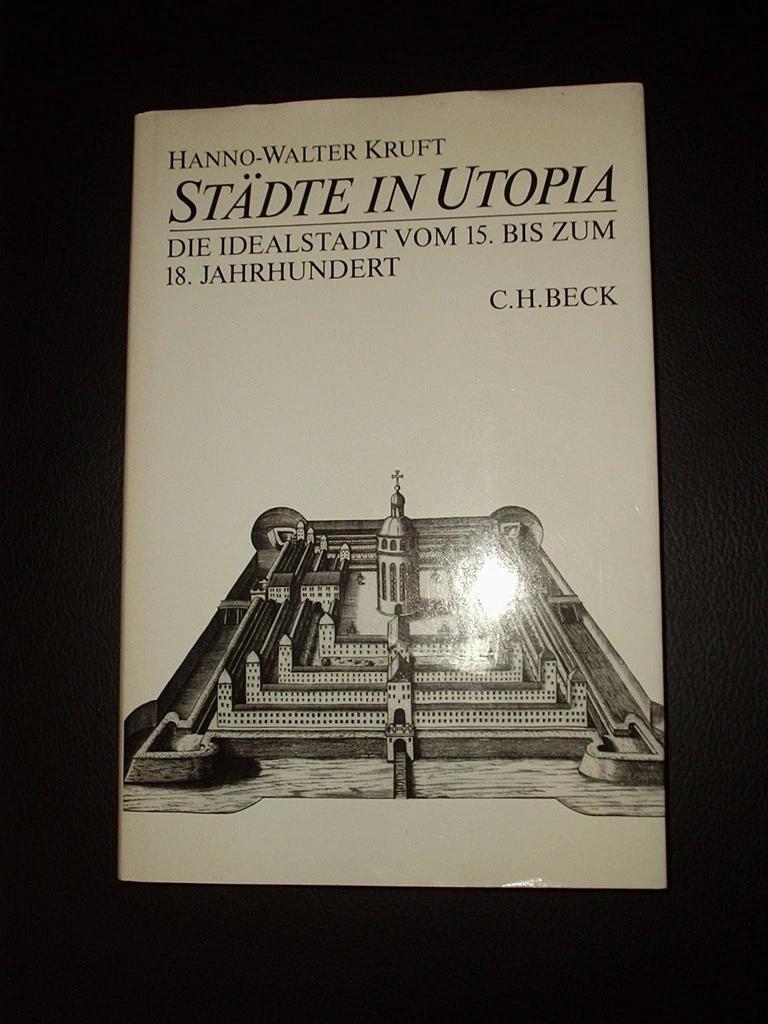 HANNO-WALTER KRUFT
STÄDTE IN UTOPIA
DIE IDEALSTADT VOM 15. BIS ZUM
18. JAHRHUNDERT
C.H.BECK